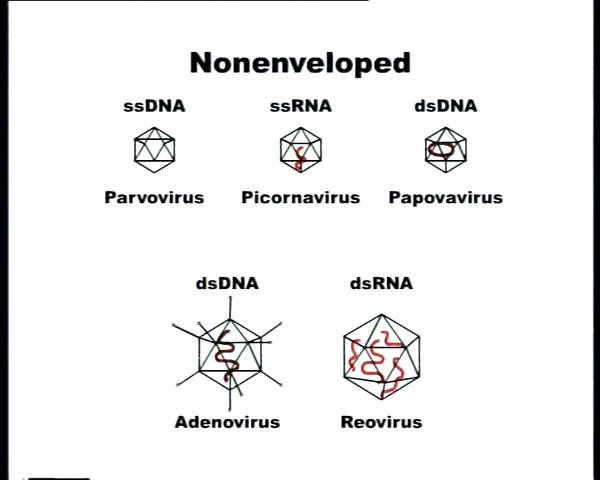 Nonenveloped
ssDNA ssRNA dsDNA
Parvovirus Picornavirus Papovavirus
dsDNA dsRNA
Adenovirus Reovirus